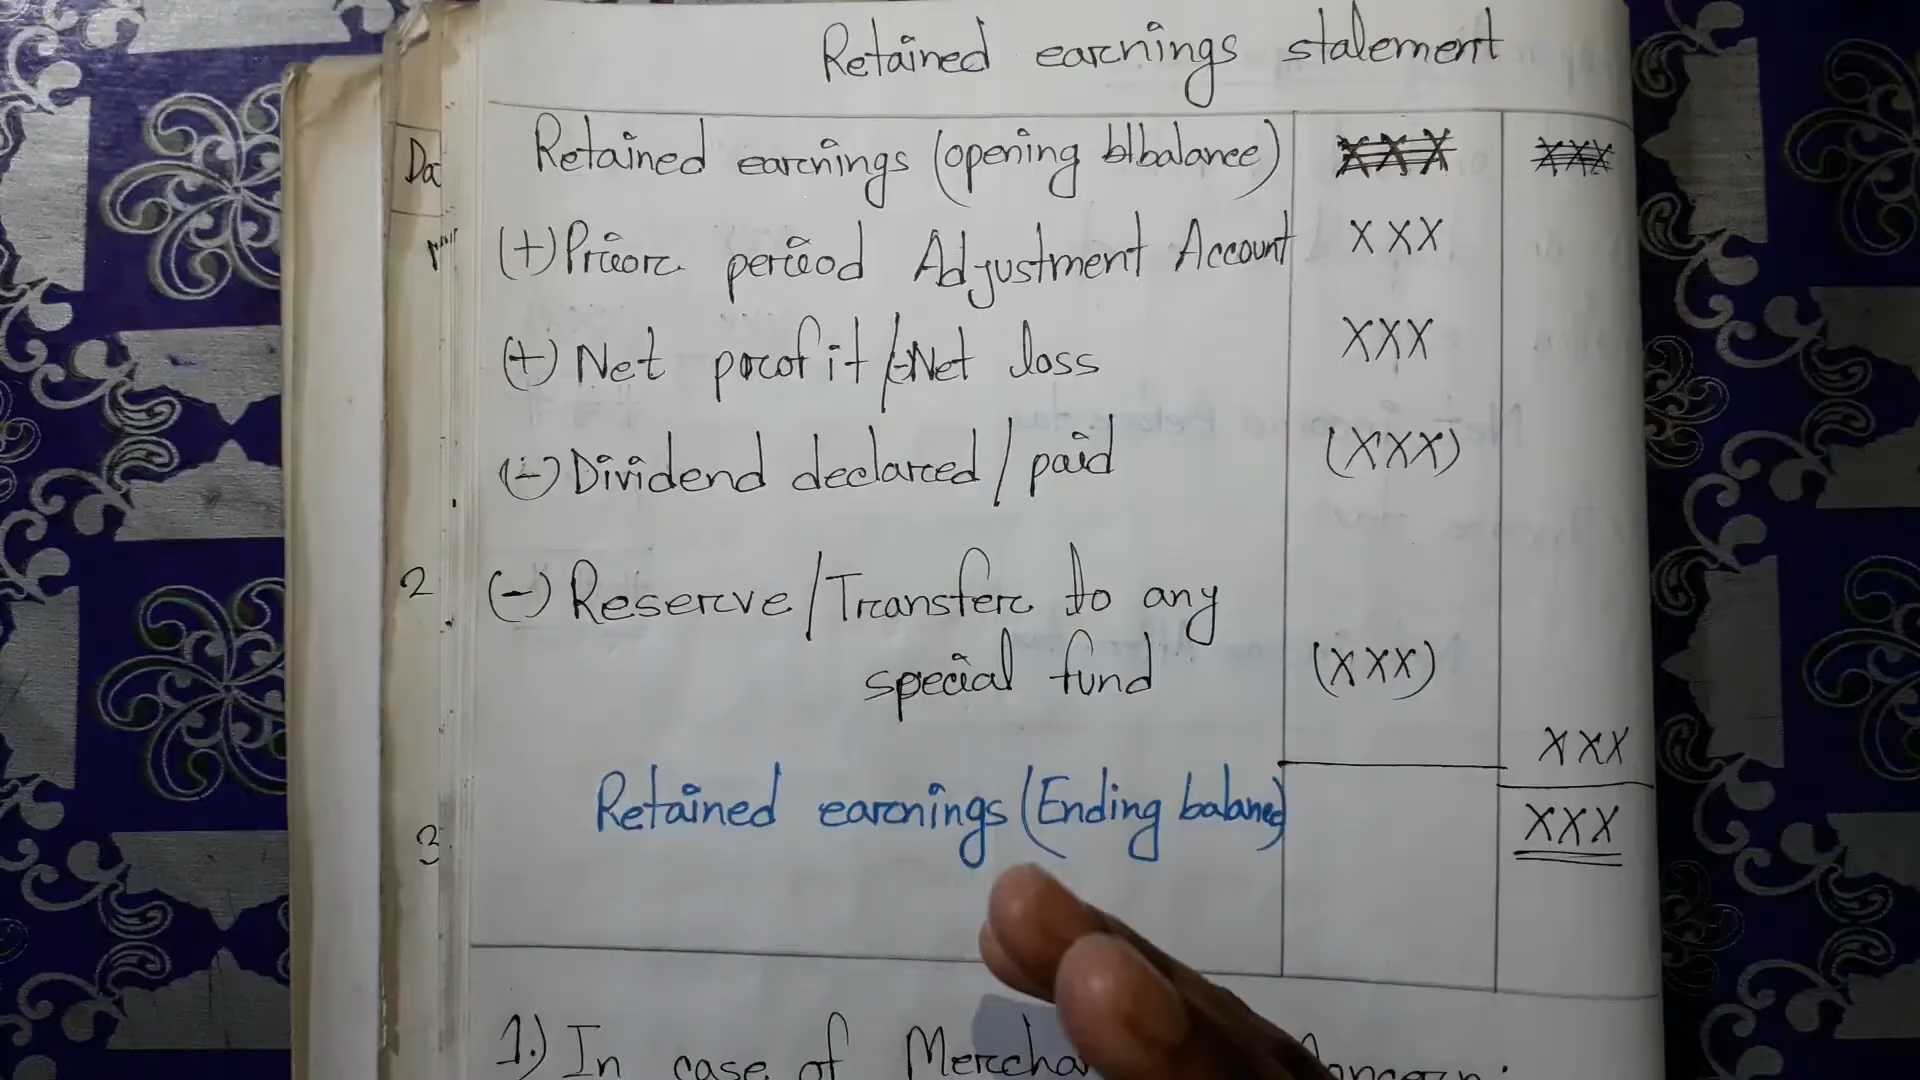 Retained earnings statement
Retained earnings (opening b/balance) XXX XXX
Da
(+) Prior period Adjustment Account XXX
(+) Net profit/(-)Net loss XXX
(-) Dividend declared/paid (XXX)
2 (-) Reserve/Transfer to any
special fund (XXX)
XXX
Retained earnings (Ending balance) XXX
3
1.) In case of